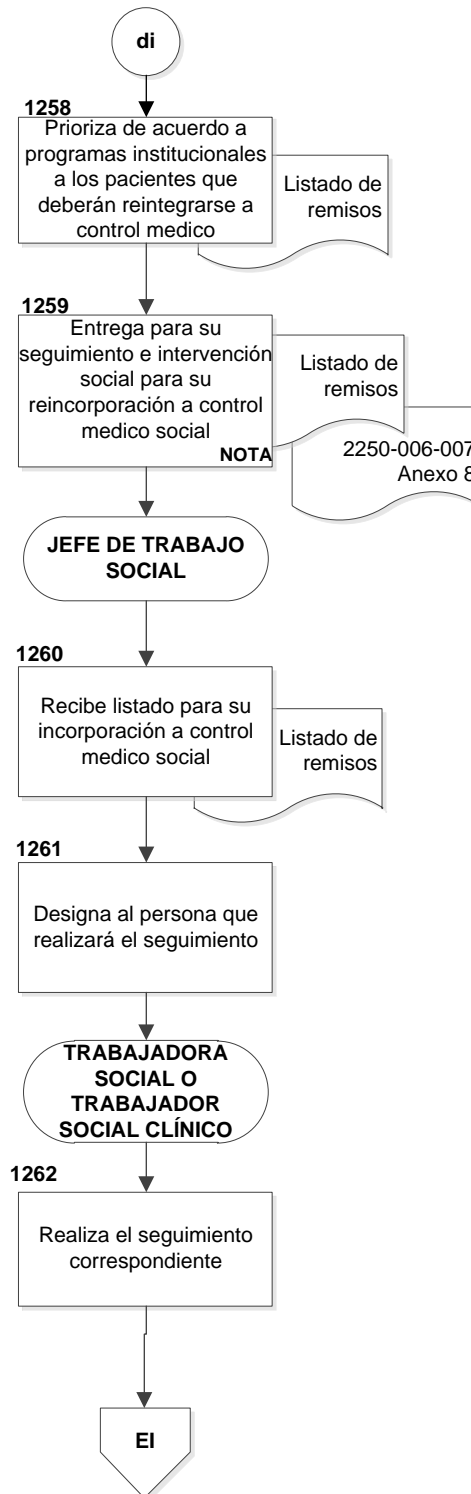 di
1258
Prioriza de acuerdo a
programas institucionales
a los pacientes que
deberán reintegrarse a
control medico
Listado de
remisos
1259
Entrega para su
seguimiento e intervención
social para su
reincorporación a control
medico social
NOTA
Listado de
remisos
2250-006-007
Anexo 8
JEFE DE TRABAJO
SOCIAL
1260
Recibe listado para su
incorporación a control
medico social
Listado de
remisos
1261
Designa al persona que
realizará el seguimiento
TRABAJADORA
SOCIAL O
TRABAJADOR
SOCIAL CLÍNICO
1262
Realiza el seguimiento
correspondiente
EI